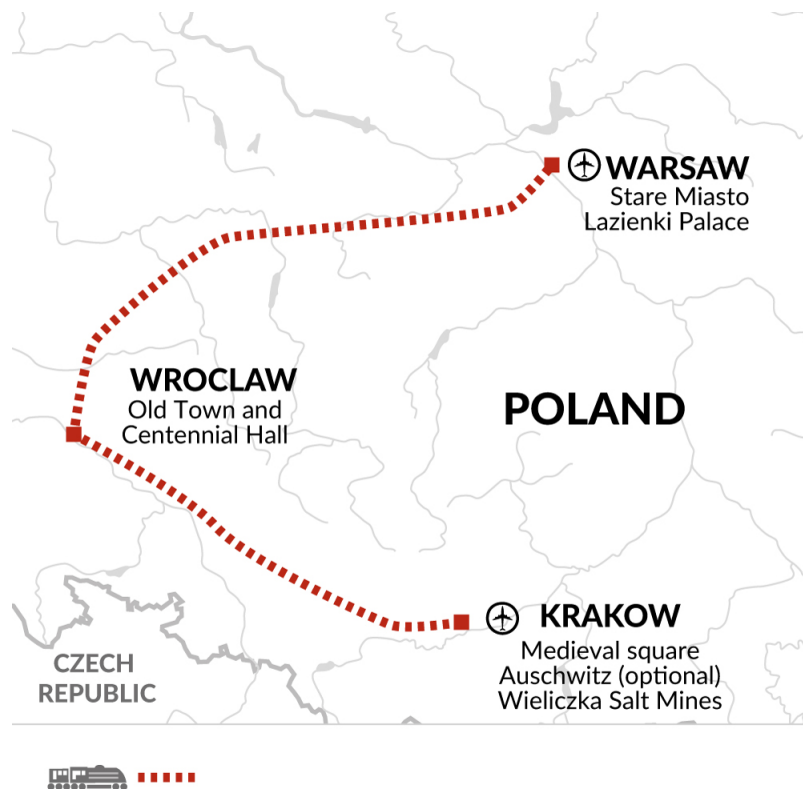 WARSAW
Stare Miasto
Lazienki Palace
WROCLAW
Old Town and
Centennial Hall
POLAND
KRAKOW
Medieval square
Auschwitz (optional)
Wieliczka Salt Mines
CZECH
REPUBLIC